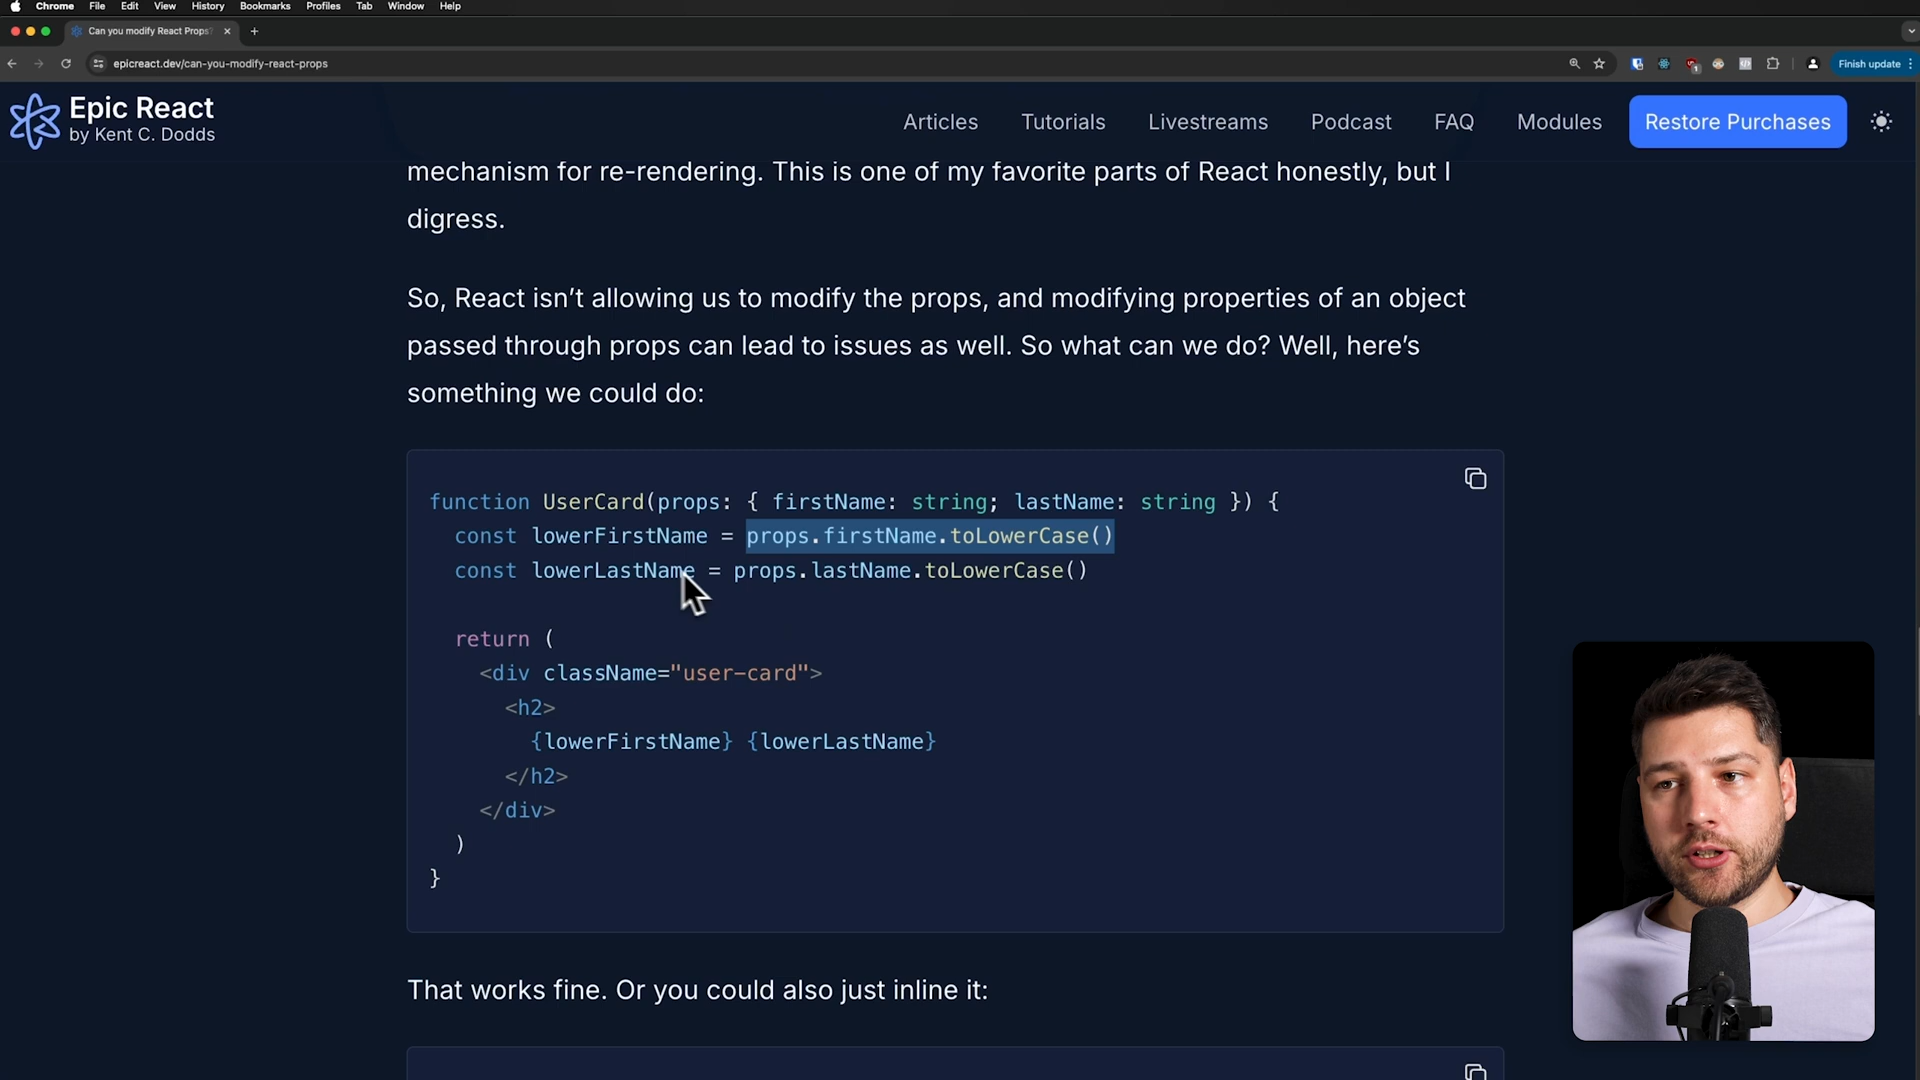 Chrome File Edit View History Bookmarks Profiles Tab Window Help
Can you modify React Props?
epicreact.dev/can-you-modify-react-props
Finish update
Epic React
by Kent C. Dodds
Articles Tutorials Livestreams Podcast FAQ Modules Restore Purchases
mechanism for re-rendering. This is one of my favorite parts of React honestly, but I
digress.
So, React isn’t allowing us to modify the props, and modifying properties of an object
passed through props can lead to issues as well. So what can we do? Well, here’s
something we could do:
function UserCard(props: { firstName: string; lastName: string }) {
  const lowerFirstName = props.firstName.toLowerCase()
  const lowerLastName = props.lastName.toLowerCase()
  return (
    <div className="user-card">
      <h2>
        {lowerFirstName} {lowerLastName}
      </h2>
    </div>
  )
}
That works fine. Or you could also just inline it: